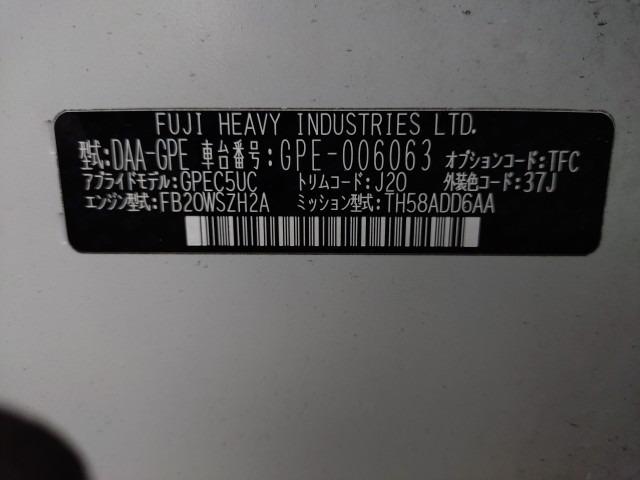 FUJI HEAVY INDUSTRIES LTD.
型式:DAA-GPE 車台番号:GPE-006063 オプションコード:TFC
アプライドモデル:GPEC5UC トリムコード:J20 外装色コード:37J
エンジン型式:FB20WSZH2A ミッション型式:TH58ADD6AA